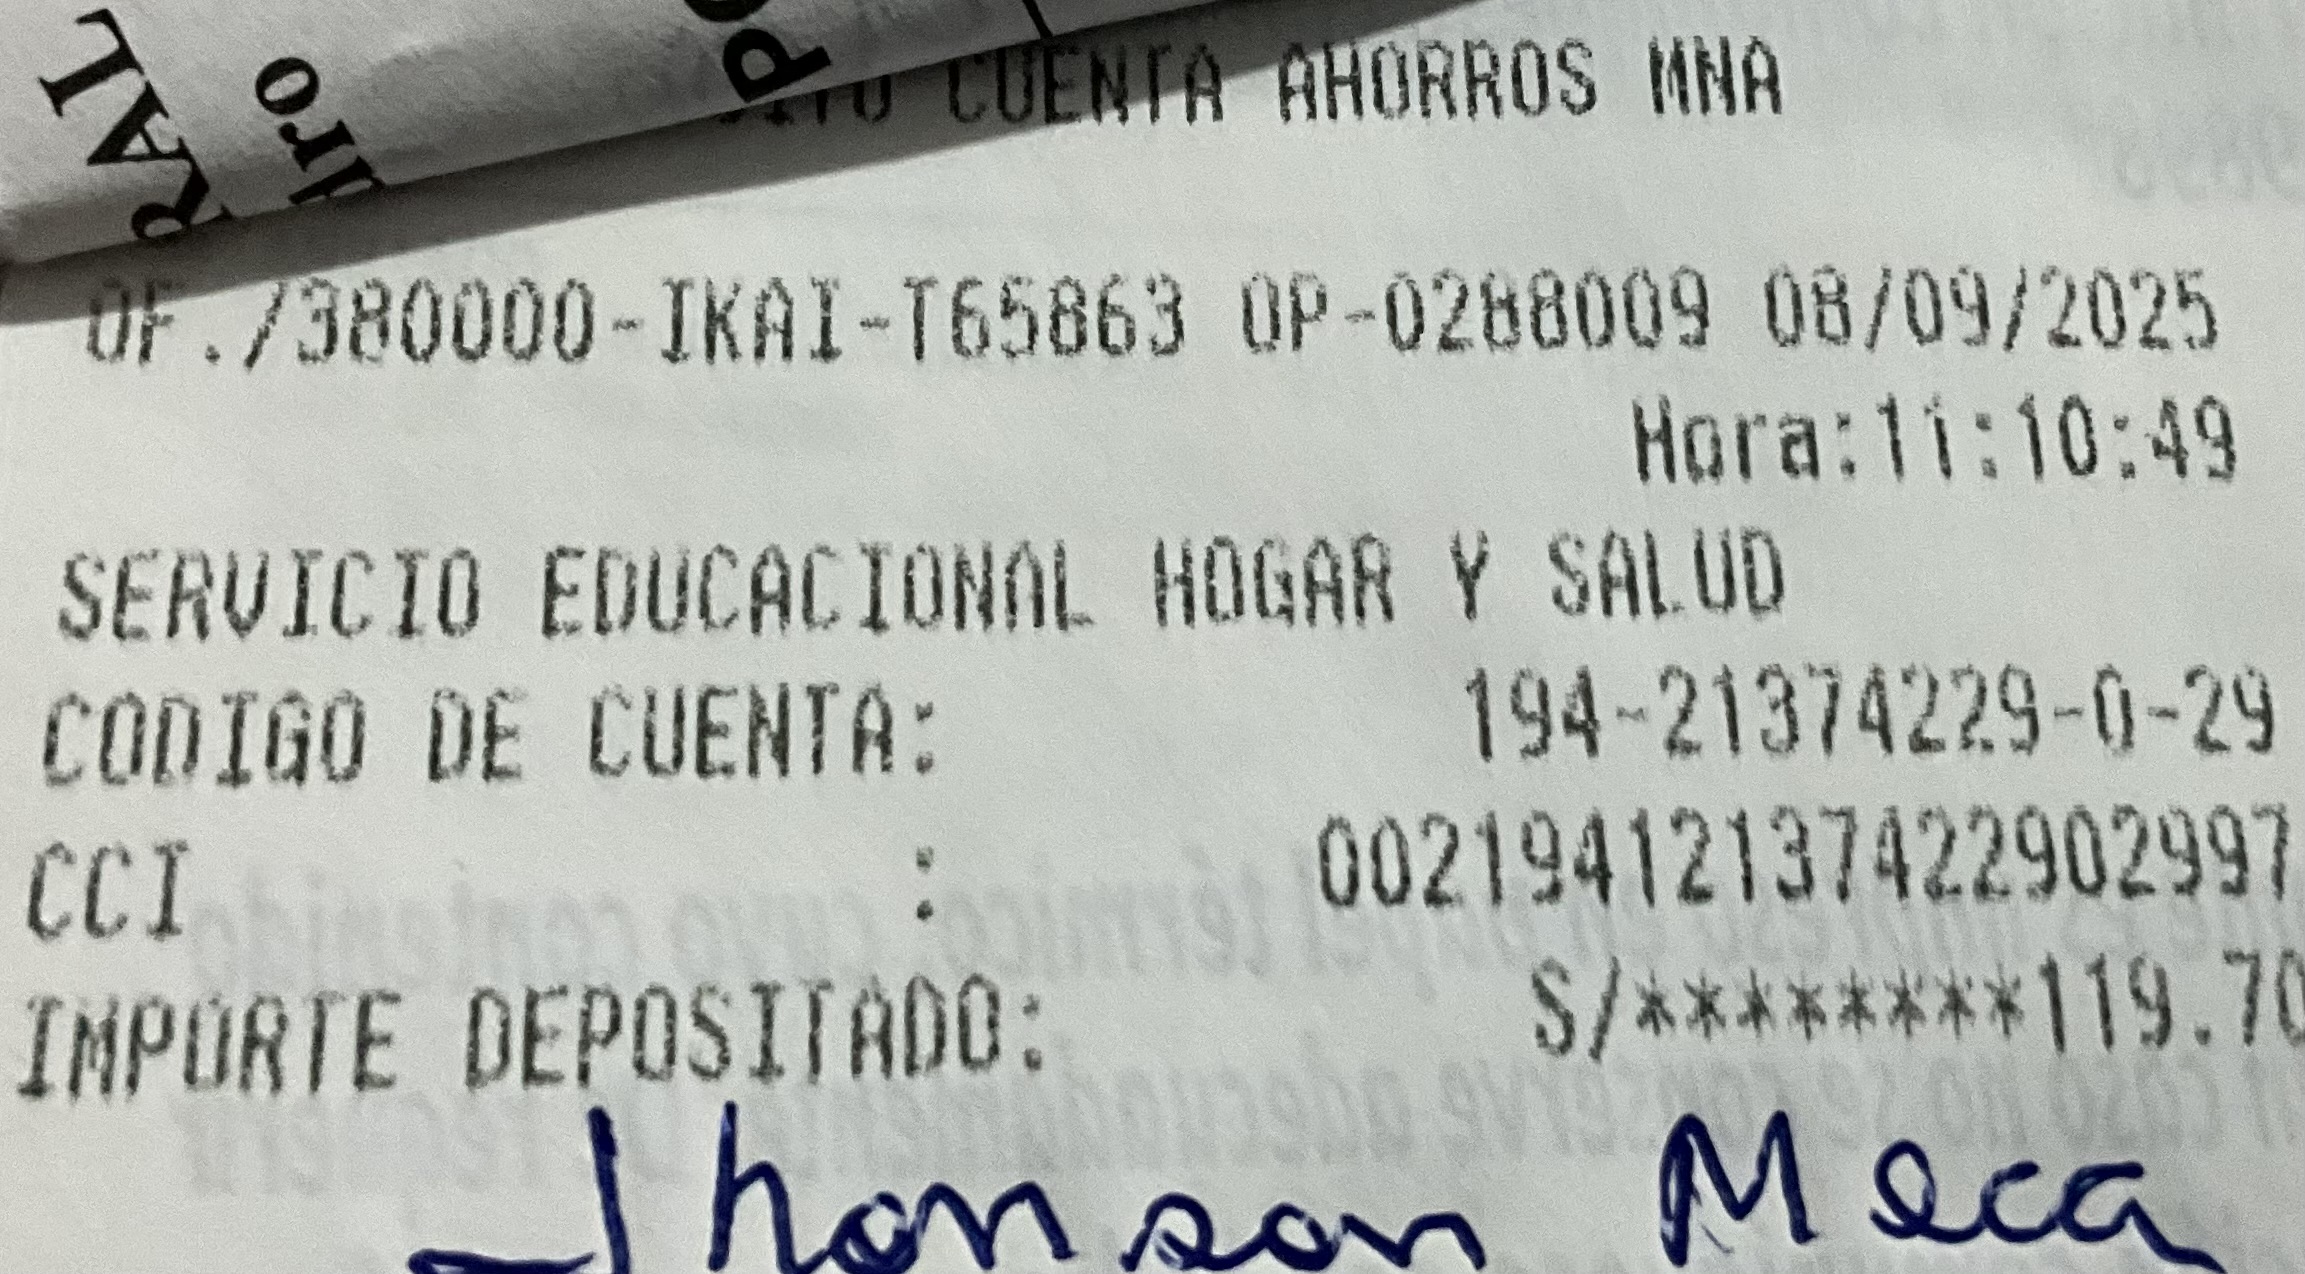 CUENTA AHORROS MNA
OF./380000-IKAI-T65863 OP-0288009 08/09/2025
Hora:11:10:49
SERVICIO EDUCACIONAL HOGAR Y SALUD
CODIGO DE CUENTA: 194-21374229-0-29
CCI : 00219412137422902997
IMPORTE DEPOSITADO: S/********119.70
Jhonson Meca